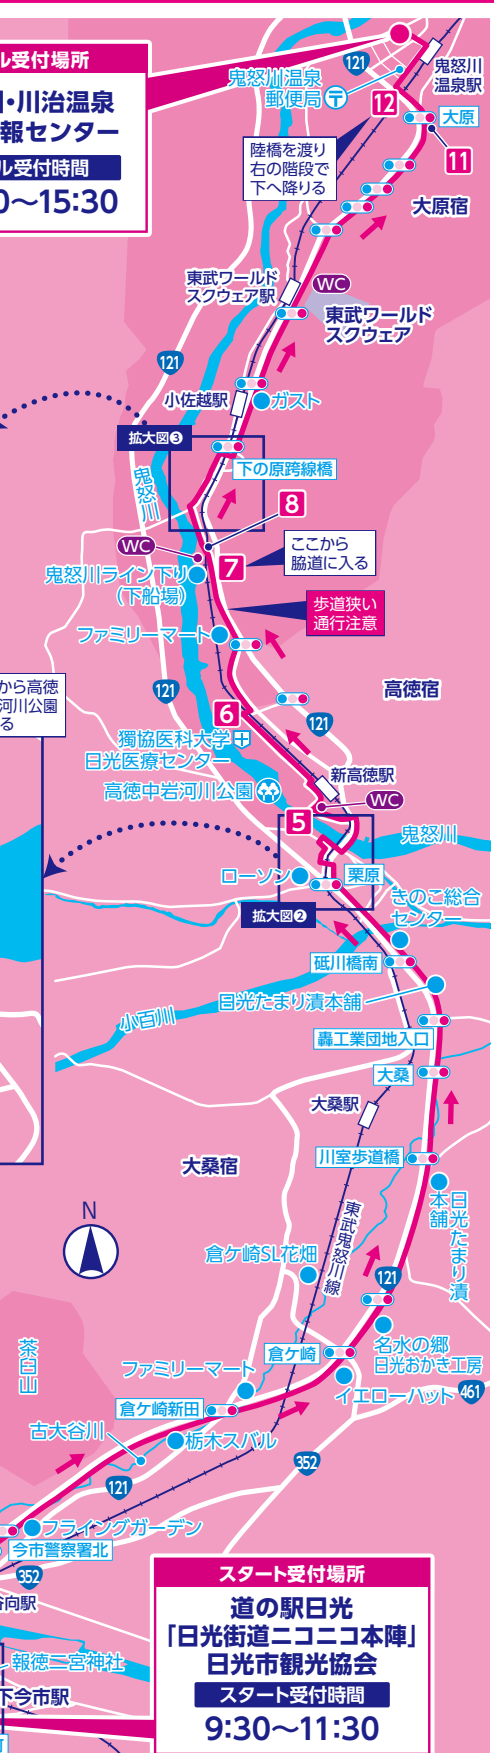 ル受付場所
川・川治温泉
報センター
ル受付時間
0～15:30
121
鬼怒川温泉
郵便局
鬼怒川
温泉駅
12
大原
11
陸橋を渡り
右の階段で
下へ降りる
大原宿
東武ワールド
スクウェア駅
WC
東武ワールド
スクウェア
121
小佐越駅
ガスト
拡大図❸
下の原跨線橋
鬼怒川
8
WC
ここから
脇道に入る
7
鬼怒川ライン下り
(下船場)
歩道狭い
通行注意
ファミリーマート
から高徳
河川公園
る
121
高徳宿
6
121
獨協医科大学
日光医療センター
新高徳駅
高徳中岩河川公園
WC
5
鬼怒川
ローソン
栗原
きのこ総合
センター
拡大図❷
砥川橋南
日光たまり漬本舗
小百川
轟工業団地入口
大桑
大桑駅
川室歩道橋
大桑宿
日光たまり漬
本舗
N
東武鬼怒川線
倉ケ崎SL花畑
121
茶臼山
倉ケ崎
名水の郷
日光おかき工房
ファミリーマート
イエローハット
461
倉ケ崎新田
古大谷川
栃木スバル
352
121
フライングガーデン
今市警察署北
352
向駅
スタート受付場所
道の駅日光
「日光街道ニコニコ本陣」
日光市観光協会
スタート受付時間
9:30～11:30
報徳二宮神社
下今市駅
町